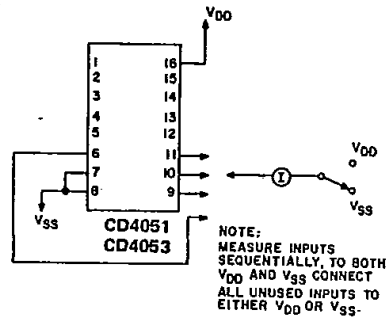 VDD
1 16
2 15
3 14
4 13
5 12
6 11
7 10
8 9
VSS
CD4051
CD4053
I
VDD
VSS
NOTE:
MEASURE INPUTS
SEQUENTIALLY, TO BOTH
VDD AND VSS CONNECT
ALL UNUSED INPUTS TO
EITHER VDD OR VSS.